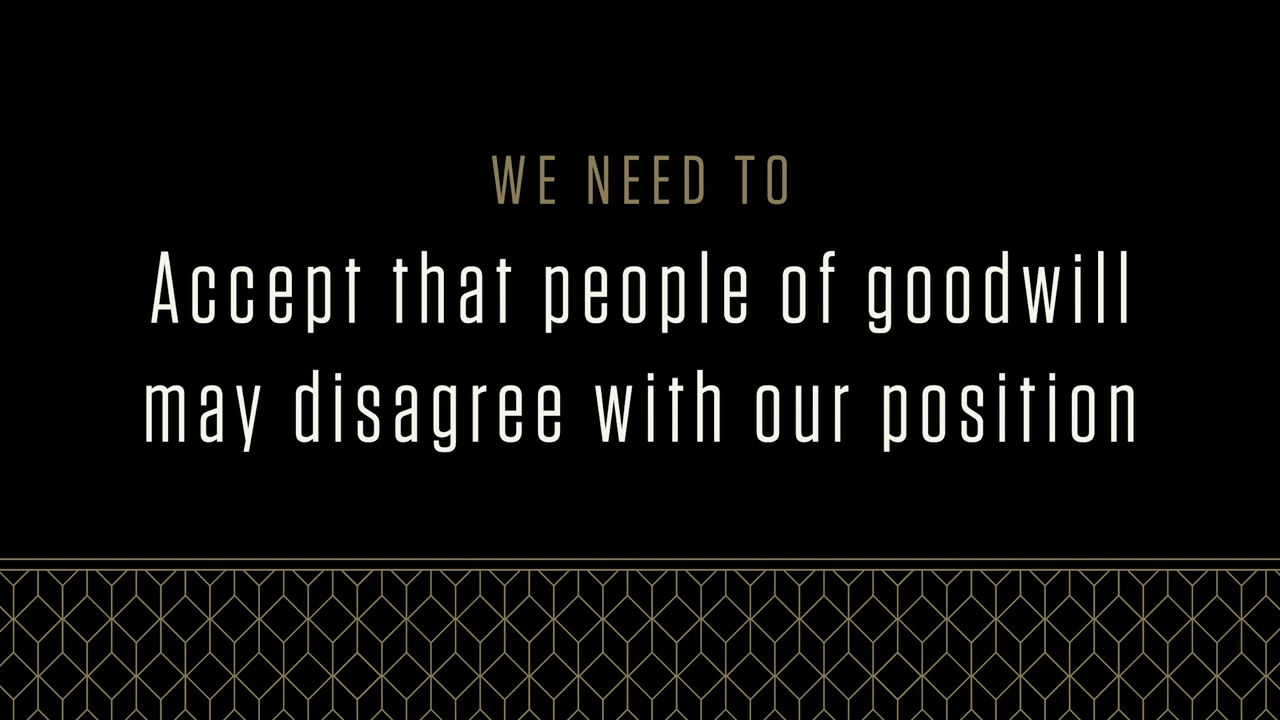 WE NEED TO
Accept that people of goodwill
may disagree with our position